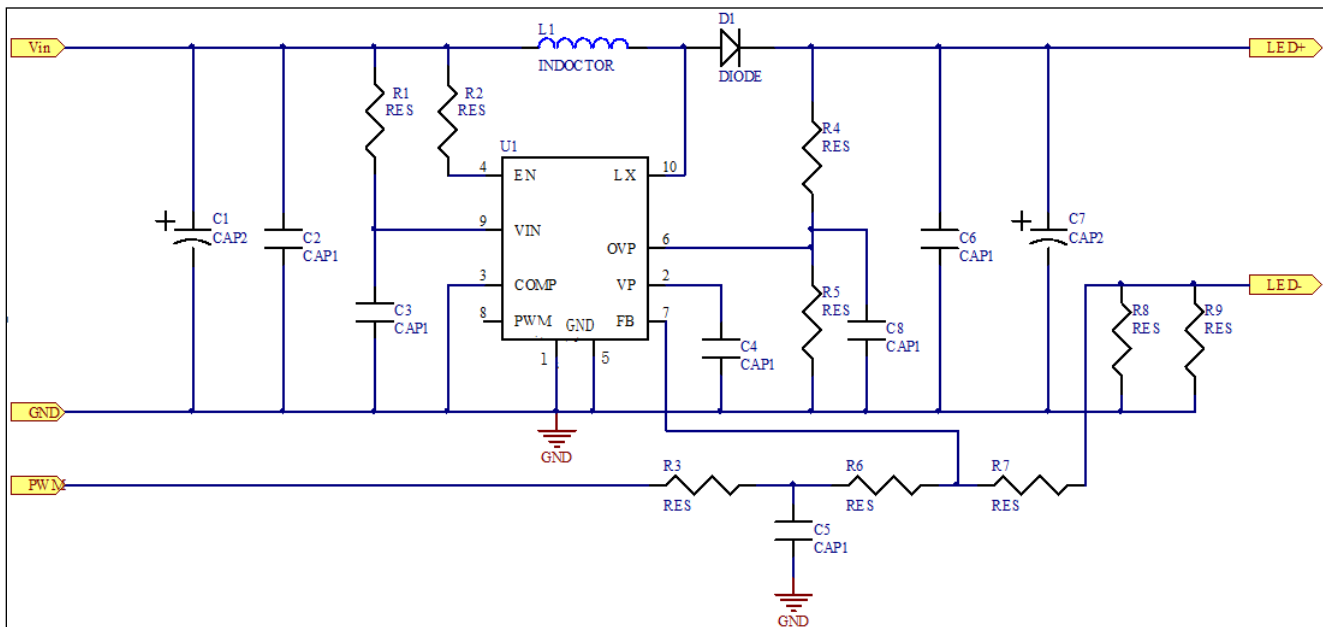 Vin
L1
INDOCTOR
D1
DIODE
LED+
R1
RES
R2
RES
R4
RES
U1
4 EN LX 10
9 VIN
OVP 6
3 COMP VP 2
8 PWM GND FB 7
1 5
C1
CAP2
C2
CAP1
C3
CAP1
C4
CAP1
R5
RES
C8
CAP1
C6
CAP1
C7
CAP2
LED-
R8
RES
R9
RES
GND
GND
PWM
R3
RES
R6
RES
R7
RES
C5
CAP1
GND